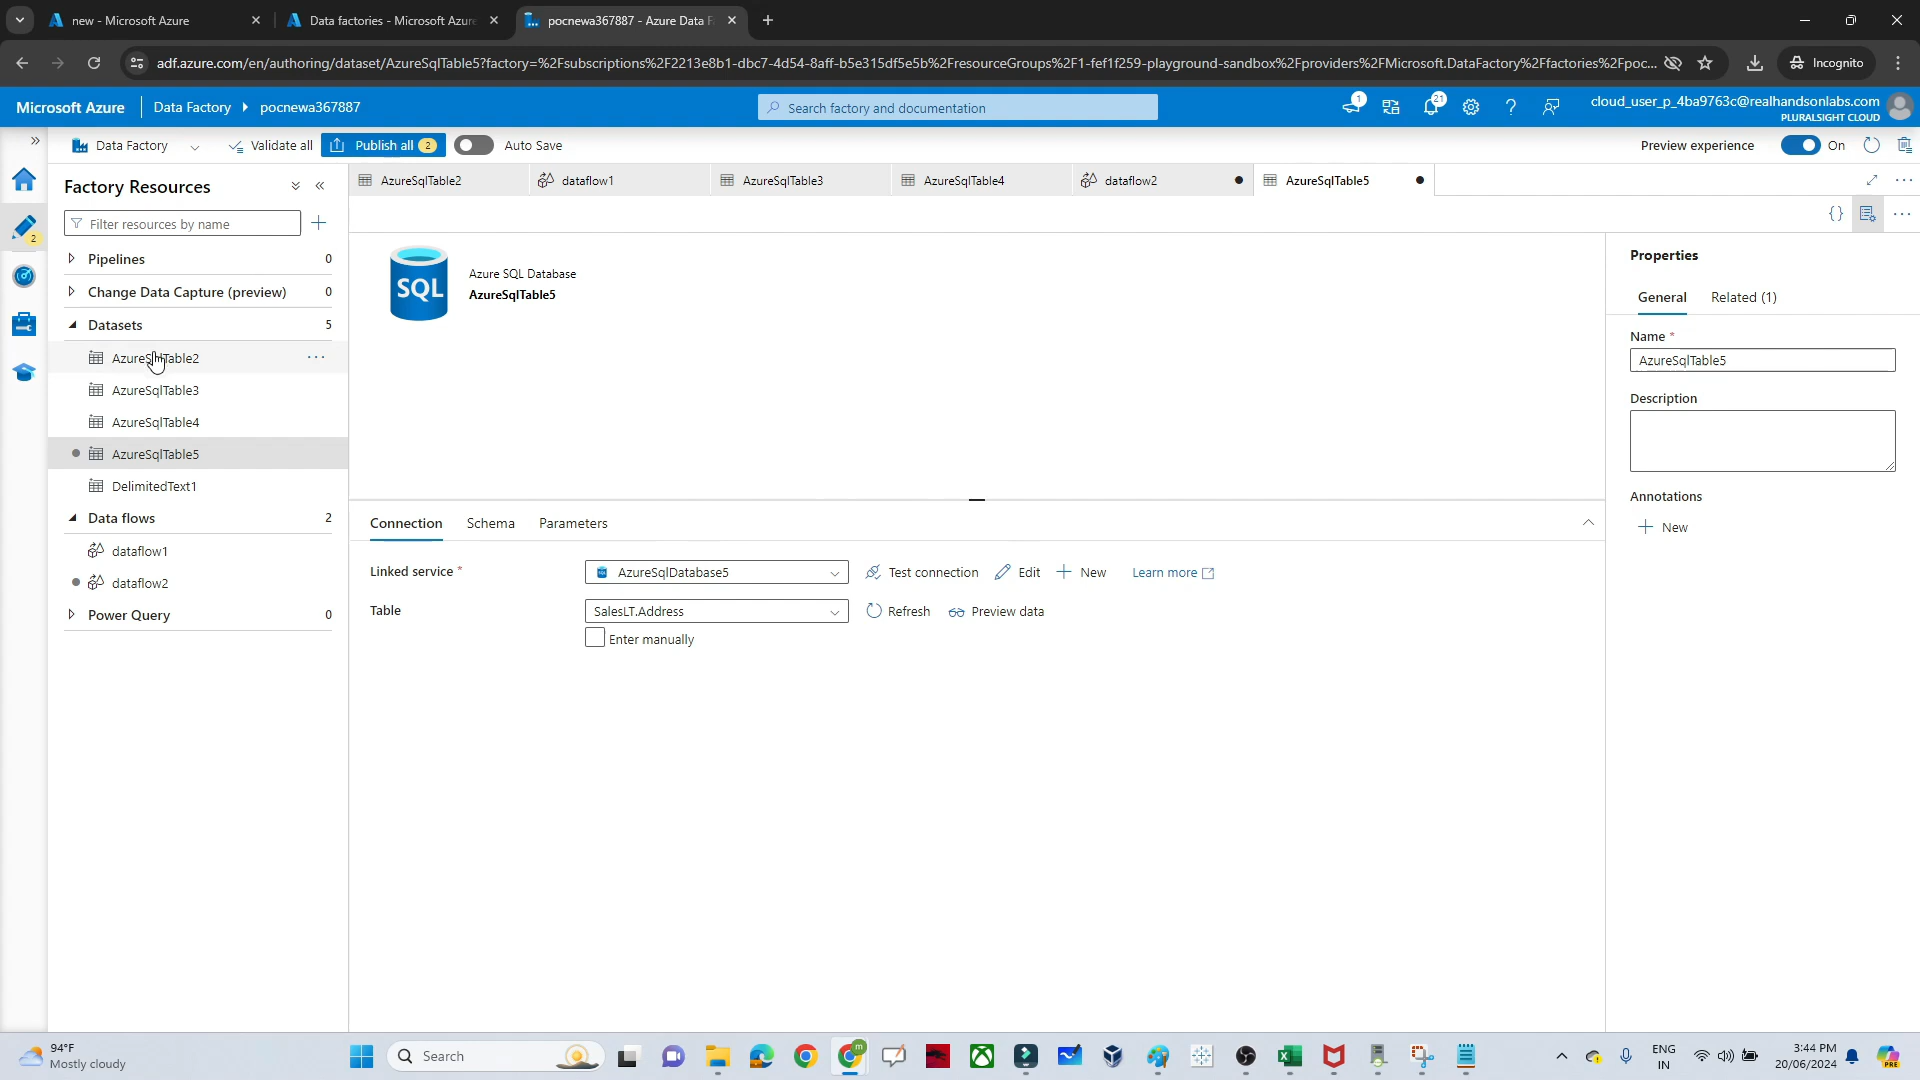 new - Microsoft Azure
Data factories - Microsoft Azure
pocnewa367887 - Azure Data F
adf.azure.com/en/authoring/dataset/AzureSqlTable5?factory=%2Fsubscriptions%2F2213e8b1-dbc7-4d54-8aff-b5e315df5e5b%2FresourceGroups%2F1-fef1f259-playground-sandbox%2Fproviders%2FMicrosoft.DataFactory%2Ffactories%2Fpoc...
Incognito
Microsoft Azure
Data Factory
pocnewa367887
Search factory and documentation
1
21
cloud_user_p_4ba9763c@realhandsonlabs.com
PLURALSIGHT CLOUD
Data Factory
Validate all
Publish all 2
Auto Save
Preview experience
On
Factory Resources
AzureSqlTable2
dataflow1
AzureSqlTable3
AzureSqlTable4
dataflow2
AzureSqlTable5
Filter resources by name
2
Pipelines 0
Change Data Capture (preview) 0
Datasets 5
AzureSqlTable2
AzureSqlTable3
AzureSqlTable4
AzureSqlTable5
DelimitedText1
Data flows 2
dataflow1
dataflow2
Power Query 0
SQL
Azure SQL Database
AzureSqlTable5
Connection
Schema
Parameters
Linked service *
AzureSqlDatabase5
Test connection
Edit
New
Learn more
Table
SalesLT.Address
Refresh
Preview data
Enter manually
Properties
General
Related (1)
Name *
AzureSqlTable5
Description
Annotations
New
94°F
Mostly cloudy
Search
m
ENG
IN
3:44 PM
20/06/2024
PRE